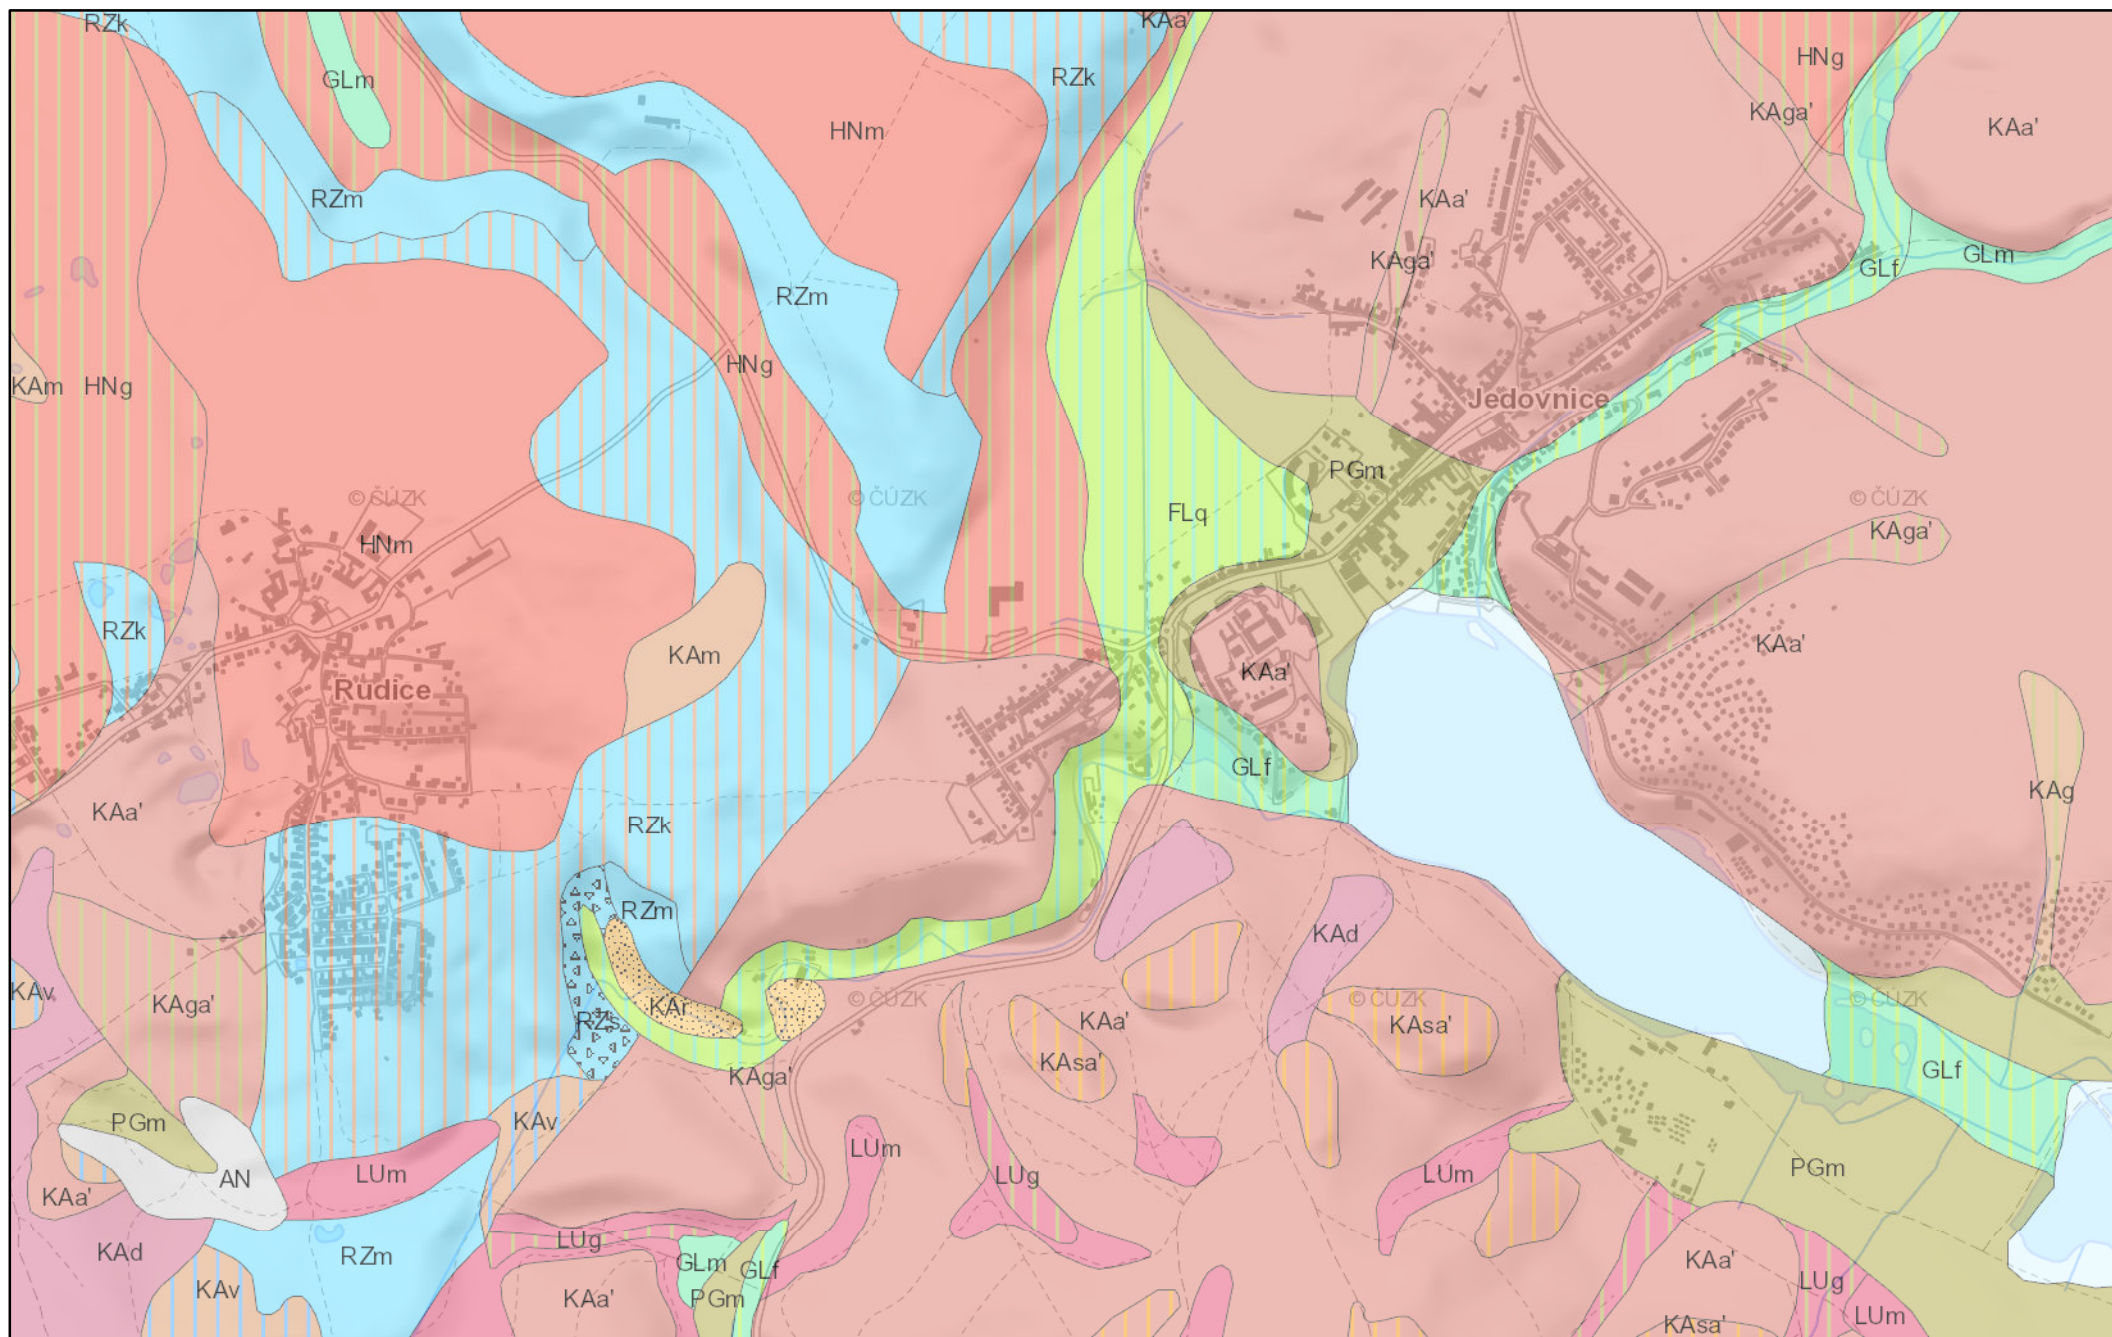 RZk
KAa'
HNg
GLm
RZk
KAga'
HNm
KAa'
RZm
KAa'
KAga'
GLf
GLm
RZm
HNg
KAm
HNg
Jedovnice
PGm
© ČÚZK
© ČÚZK
© ČÚZK
FLq
KAga'
HNm
RZk
KAm
KAa'
KAa'
Rudice
GLf
KAg
KAa'
RZk
RZm
KAd
KAv
KAga'
KAr
© ČÚZK
© ČÚZK
© ČÚZK
RZs
KAa'
KAsa'
KAsa'
KAga'
GLf
PGm
KAv
LUm
AN
LUm
LUg
LUm
PGm
KAa'
KAd
RZm
LUg
GLm
GLf
KAa'
LUg
KAv
KAa'
PGm
LUm
KAsa'